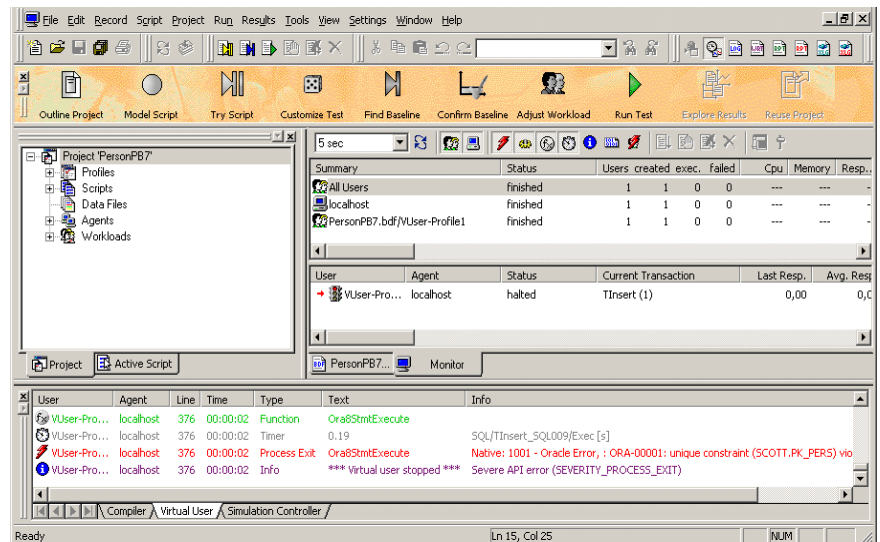 File Edit Record Script Project Run Results Tools View Settings Window Help
Outline Project Model Script Try Script Customize Test Find Baseline Confirm Baseline Adjust Workload Run Test Explore Results Reuse Project
Project 'PersonPB7'
Profiles
Scripts
Data Files
Agents
Workloads
Project Active Script
5 sec
Summary Status Users created exec. failed Cpu Memory Resp..
All Users finished 1 1 0 0 --- --- -
localhost finished 1 1 0 0 --- --- -
PersonPB7.bdf/VUser-Profile1 finished 1 1 0 0 --- --- -
User Agent Status Current Transaction Last Resp. Avg. Resp
VUser-Pro... localhost halted TInsert (1) 0,00 0,0
PersonPB7... Monitor
User Agent Line Time Type Text Info
VUser-Pro... localhost 376 00:00:02 Function Ora8StmtExecute
VUser-Pro... localhost 376 00:00:02 Timer 0.19 SQL/TInsert_SQL009/Exec [s]
VUser-Pro... localhost 376 00:00:02 Process Exit Ora8StmtExecute Native: 1001 - Oracle Error, : ORA-00001: unique constraint (SCOTT.PK_PERS) vio
VUser-Pro... localhost 376 00:00:02 Info *** Virtual user stopped *** Severe API error (SEVERITY_PROCESS_EXIT)
Compiler Virtual User Simulation Controller
Ready Ln 15, Col 25 NUM